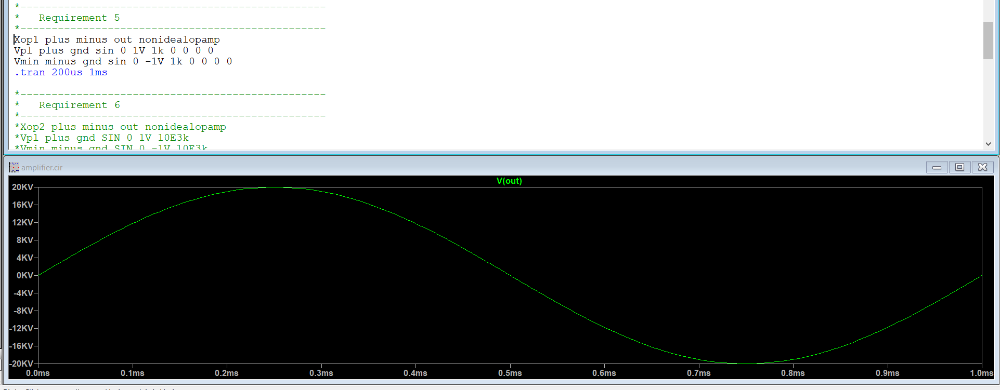 *-------------------------------------------------
*   Requirement 5
*-------------------------------------------------
Xop1 plus minus out nonidealopamp
Vpl plus gnd sin 0 1V 1k 0 0 0 0
Vmin minus gnd sin 0 -1V 1k 0 0 0 0
.tran 200us 1ms
*-------------------------------------------------
*   Requirement 6
*-------------------------------------------------
*Xop2 plus minus out nonidealopamp
*Vpl plus gnd SIN 0 1V 10E3k
*Vmin minus gnd SIN 0 -1V 10E3k
amplifier.cir
V(out)
20KV
16KV
12KV
8KV
4KV
0KV
-4KV
-8KV
-12KV
-16KV
-20KV
0.0ms 0.1ms 0.2ms 0.3ms 0.4ms 0.5ms 0.6ms 0.7ms 0.8ms 0.9ms 1.0ms